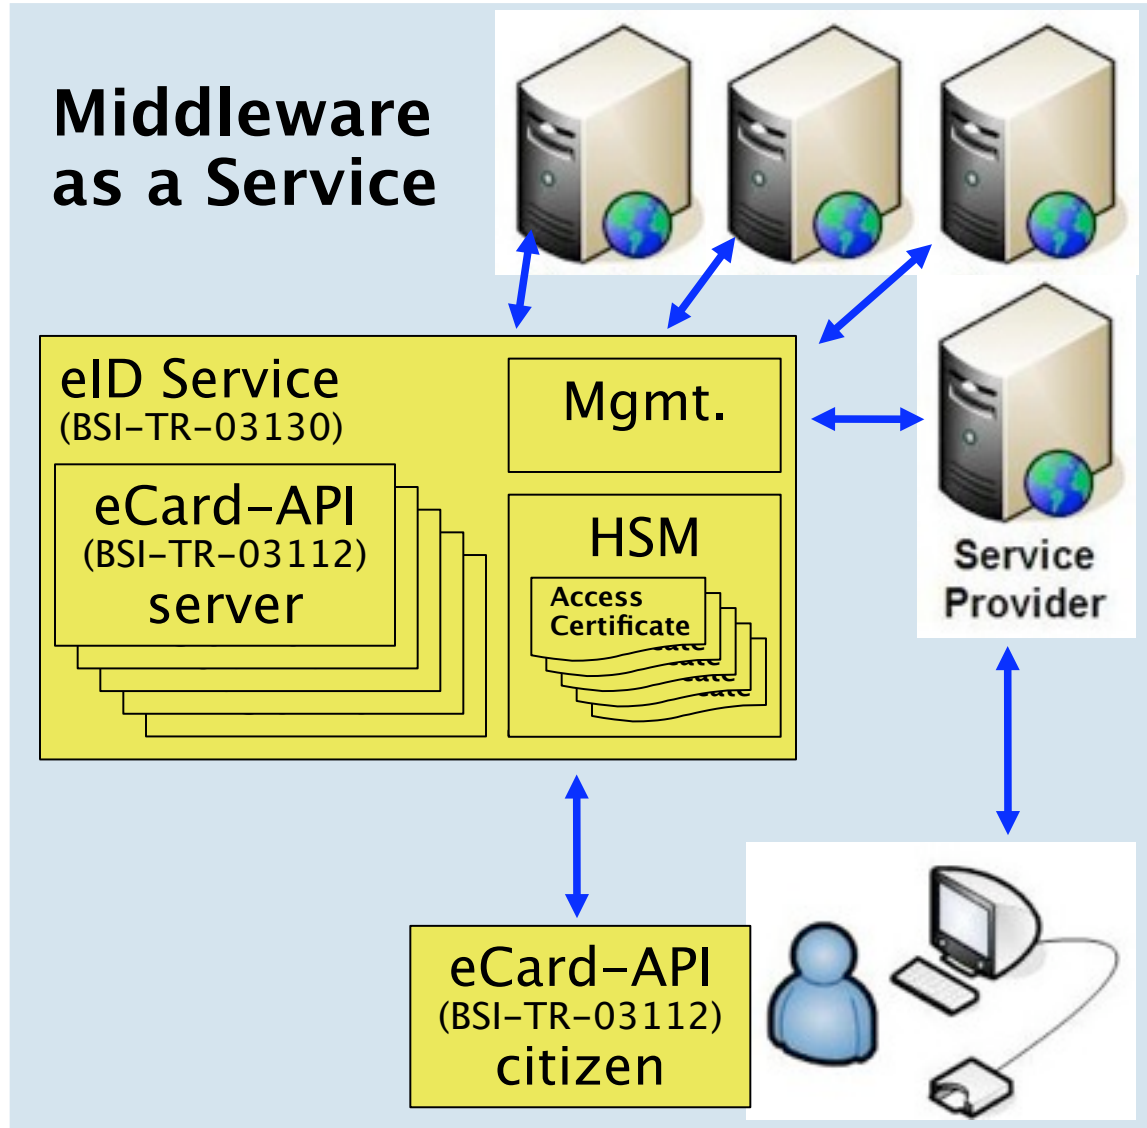 Middleware
as a Service
eID Service
(BSI-TR-03130)
Mgmt.
eCard-API
(BSI-TR-03112)
server
HSM
Access
Certificate
Service
Provider
eCard-API
(BSI-TR-03112)
citizen